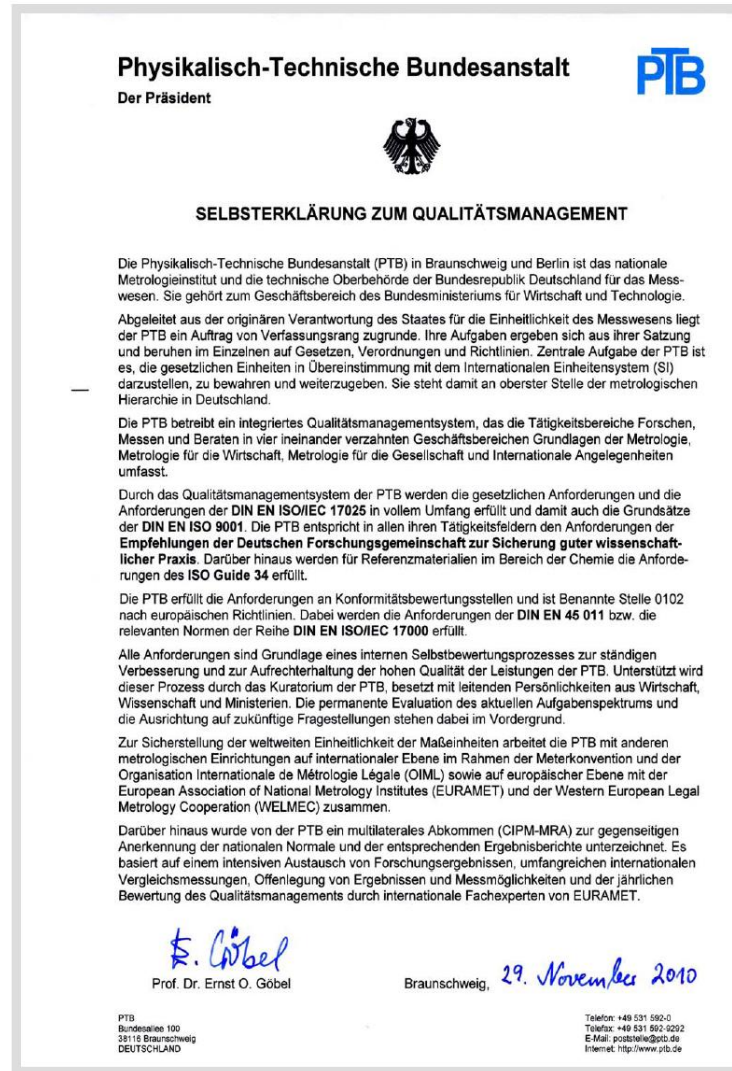 Physikalisch-Technische Bundesanstalt
PTB
Der Präsident
SELBSTERKLÄRUNG ZUM QUALITÄTSMANAGEMENT
Die Physikalisch-Technische Bundesanstalt (PTB) in Braunschweig und Berlin ist das nationale
Metrologieinstitut und die technische Oberbehörde der Bundesrepublik Deutschland für das Mess-
wesen. Sie gehört zum Geschäftsbereich des Bundesministeriums für Wirtschaft und Technologie.
Abgeleitet aus der originären Verantwortung des Staates für die Einheitlichkeit des Messwesens liegt
der PTB ein Auftrag von Verfassungsrang zugrunde. Ihre Aufgaben ergeben sich aus ihrer Satzung
und beruhen im Einzelnen auf Gesetzen, Verordnungen und Richtlinien. Zentrale Aufgabe der PTB ist
es, die gesetzlichen Einheiten in Übereinstimmung mit dem Internationalen Einheitensystem (SI)
darzustellen, zu bewahren und weiterzugeben. Sie steht damit an oberster Stelle der metrologischen
Hierarchie in Deutschland.
Die PTB betreibt ein integriertes Qualitätsmanagementsystem, das die Tätigkeitsbereiche Forschen,
Messen und Beraten in vier ineinander verzahnten Geschäftsbereichen Grundlagen der Metrologie,
Metrologie für die Wirtschaft, Metrologie für die Gesellschaft und Internationale Angelegenheiten
umfasst.
Durch das Qualitätsmanagementsystem der PTB werden die gesetzlichen Anforderungen und die
Anforderungen der DIN EN ISO/IEC 17025 in vollem Umfang erfüllt und damit auch die Grundsätze
der DIN EN ISO 9001. Die PTB entspricht in allen ihren Tätigkeitsfeldern den Anforderungen der
Empfehlungen der Deutschen Forschungsgemeinschaft zur Sicherung guter wissenschaft-
licher Praxis. Darüber hinaus werden für Referenzmaterialien im Bereich der Chemie die Anforde-
rungen des ISO Guide 34 erfüllt.
Die PTB erfüllt die Anforderungen an Konformitätsbewertungsstellen und ist Benannte Stelle 0102
nach europäischen Richtlinien. Dabei werden die Anforderungen der DIN EN 45 011 bzw. die
relevanten Normen der Reihe DIN EN ISO/IEC 17000 erfüllt.
Alle Anforderungen sind Grundlage eines internen Selbstbewertungsprozesses zur ständigen
Verbesserung und zur Aufrechterhaltung der hohen Qualität der Leistungen der PTB. Unterstützt wird
dieser Prozess durch das Kuratorium der PTB, besetzt mit leitenden Persönlichkeiten aus Wirtschaft,
Wissenschaft und Ministerien. Die permanente Evaluation des aktuellen Aufgabenspektrums und
die Ausrichtung auf zukünftige Fragestellungen stehen dabei im Vordergrund.
Zur Sicherstellung der weltweiten Einheitlichkeit der Maßeinheiten arbeitet die PTB mit anderen
metrologischen Einrichtungen auf internationaler Ebene im Rahmen der Meterkonvention und der
Organisation Internationale de Métrologie Légale (OIML) sowie auf europäischer Ebene mit der
European Association of National Metrology Institutes (EURAMET) und der Western European Legal
Metrology Cooperation (WELMEC) zusammen.
Darüber hinaus wurde von der PTB ein multilaterales Abkommen (CIPM-MRA) zur gegenseitigen
Anerkennung der nationalen Normale und der entsprechenden Ergebnisberichte unterzeichnet. Es
basiert auf einem intensiven Austausch von Forschungsergebnissen, umfangreichen internationalen
Vergleichsmessungen, Offenlegung von Ergebnissen und Messmöglichkeiten und der jährlichen
Bewertung des Qualitätsmanagements durch internationale Fachexperten von EURAMET.
E. Göbel
Prof. Dr. Ernst O. Göbel
Braunschweig, 29. November 2010
PTB
Bundesallee 100
38116 Braunschweig
DEUTSCHLAND
Telefon: +49 531 592-0
Telefax: +49 531 592-9292
E-Mail: poststelle@ptb.de
Internet: http://www.ptb.de